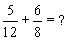 5/12 + 6/8 = ?